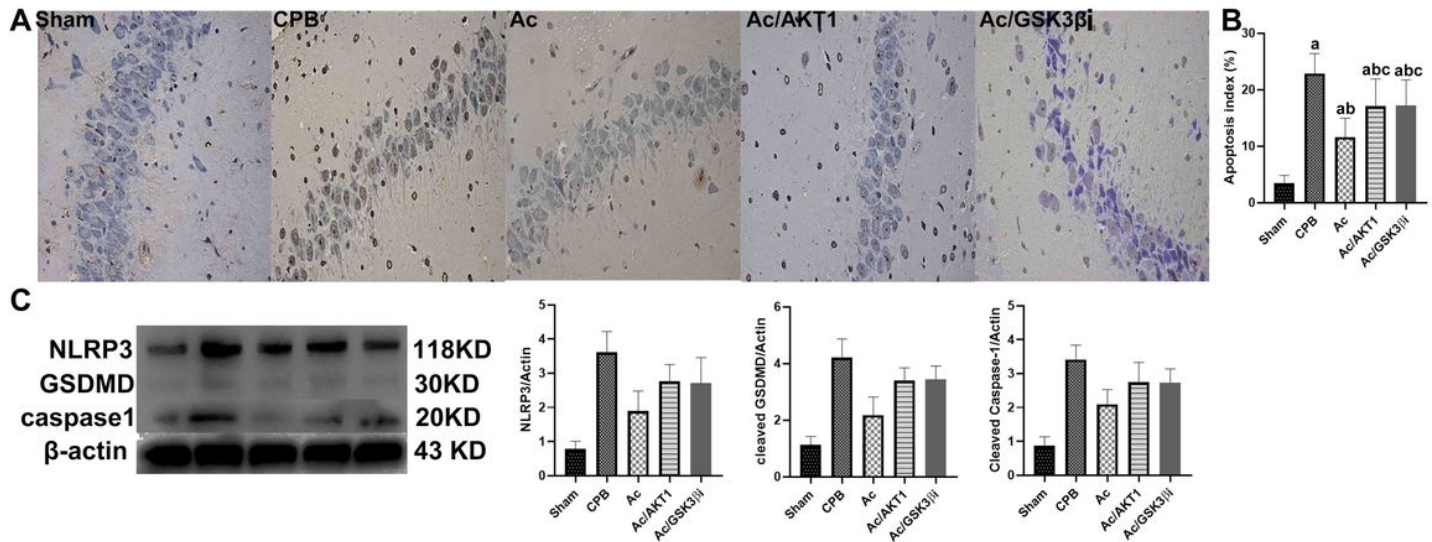 A
Sham
CPB
Ac
Ac/AKT1
Ac/GSK3βi
B
Apoptosis index (%)
30
20
10
0
a
ab
abc
abc
Sham
CPB
Ac
Ac/AKT1
Ac/GSK3βi
C
NLRP3 118KD
GSDMD 30KD
caspase1 20KD
β-actin 43 KD
NLRP3/Actin
5
4
3
2
1
0
Sham
CPB
Ac
Ac/AKT1
Ac/GSK3βi
cleaved GSDMD/Actin
6
4
2
0
Sham
CPB
Ac
Ac/AKT1
Ac/GSK3βi
Cleaved Caspase-1/Actin
5
4
3
2
1
0
Sham
CPB
Ac
Ac/AKT1
Ac/GSK3βi